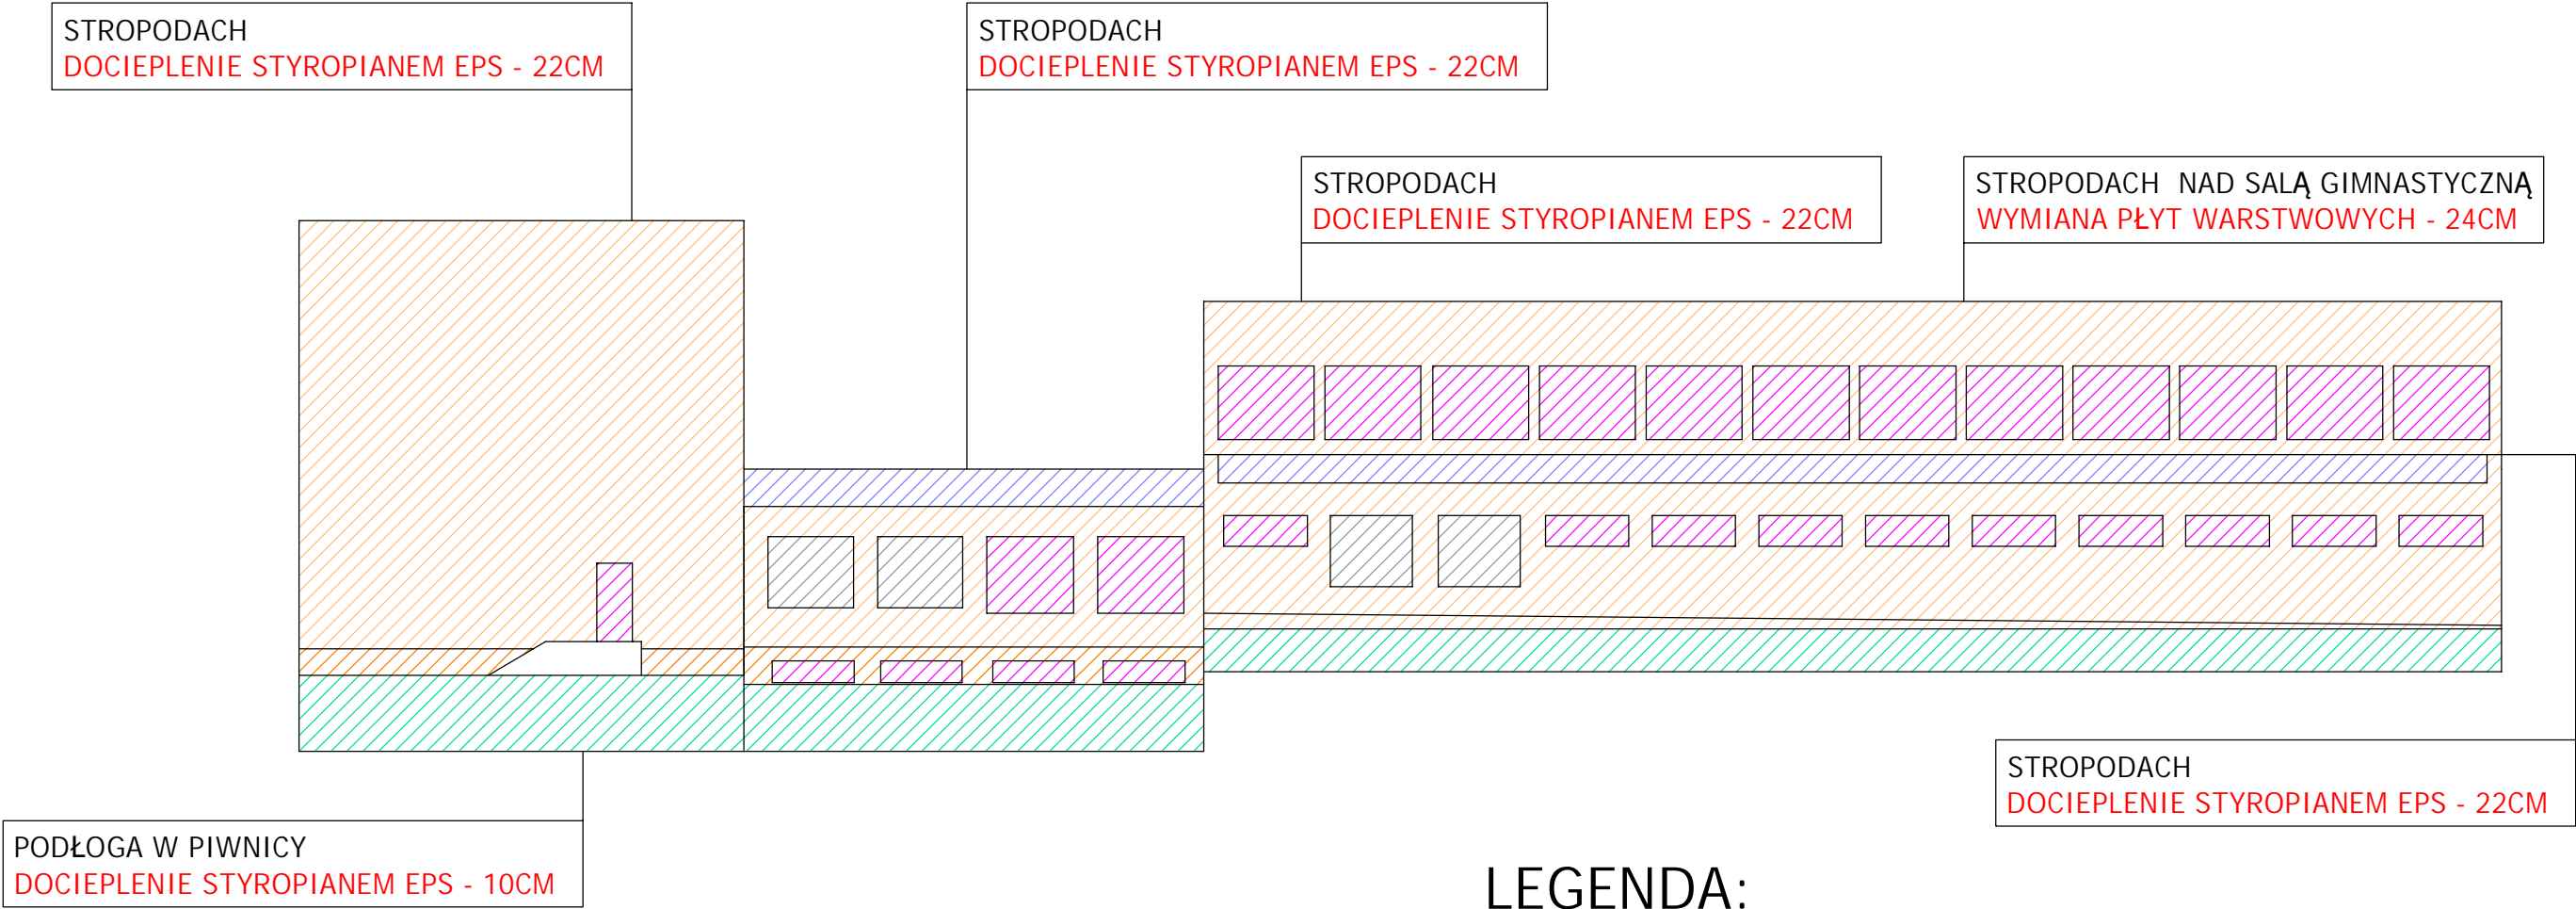 STROPODACH
DOCIEPLENIE STYROPIANEM EPS - 22CM
STROPODACH
DOCIEPLENIE STYROPIANEM EPS - 22CM
STROPODACH
DOCIEPLENIE STYROPIANEM EPS - 22CM
STROPODACH NAD SALĄ GIMNASTYCZNĄ
WYMIANA PŁYT WARSTWOWYCH - 24CM
STROPODACH
DOCIEPLENIE STYROPIANEM EPS - 22CM
PODŁOGA W PIWNICY
DOCIEPLENIE STYROPIANEM EPS - 10CM
LEGENDA: